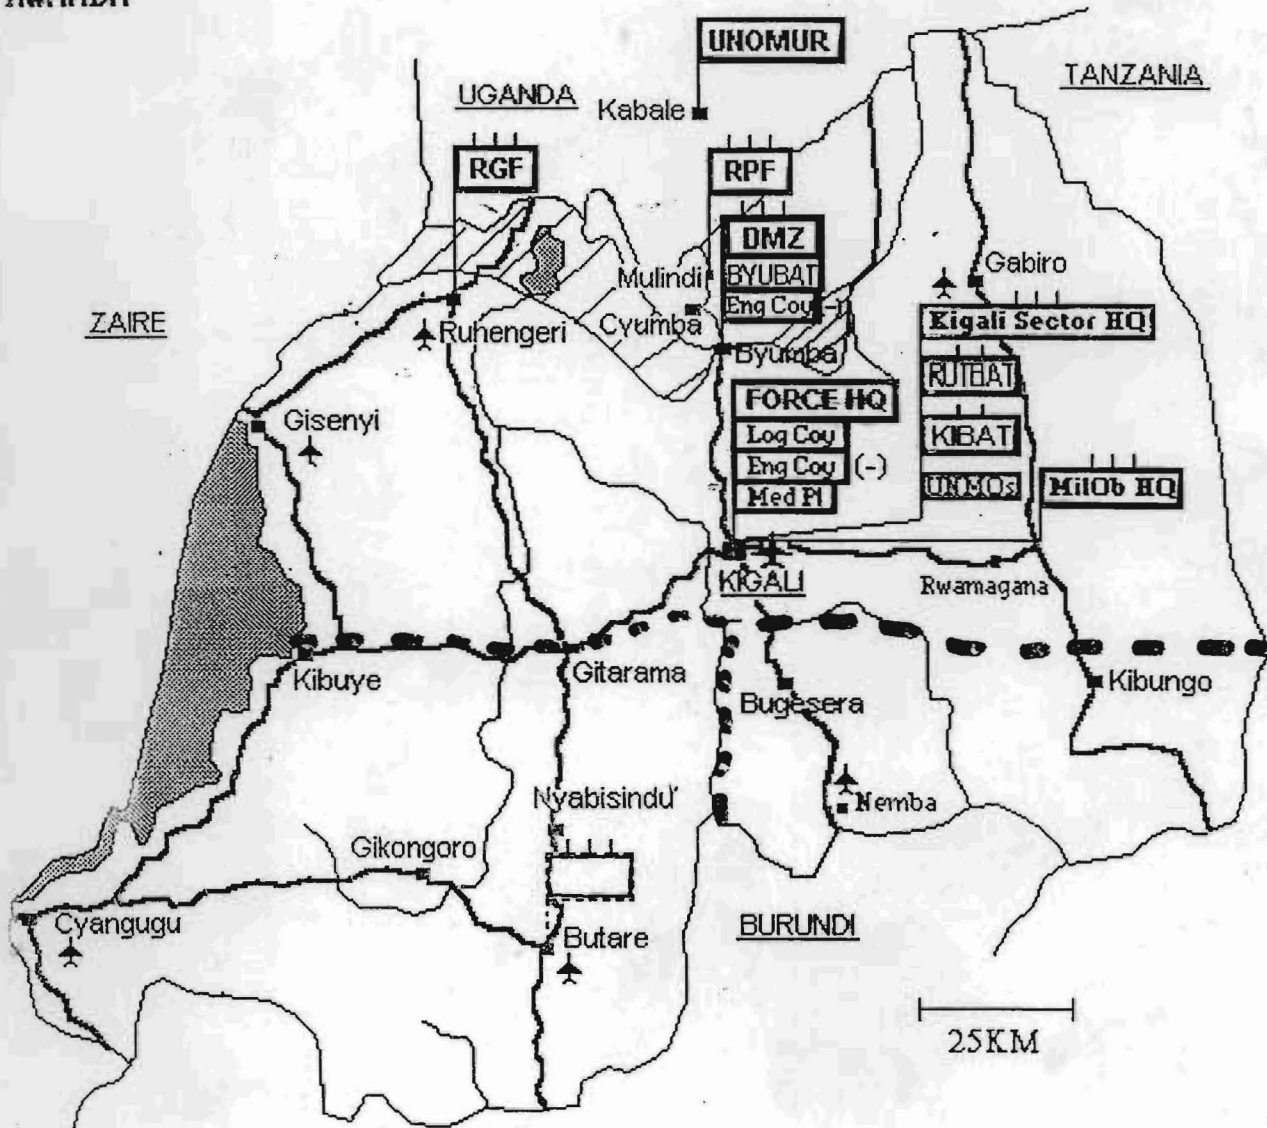 UNOMUR
TANZANIA
UGANDA
Kabale
RGF
RPF
DMZ
BYUBAT
Eng Coy (-)
Mulindi
Gabiro
Cyumba
ZAIRE
Ruhengeri
Byumba
Kigali Sector HQ
RUTBAT
KIBAT
UNMOs
FORCE HQ
Log Coy
Eng Coy (-)
Med Pl
MilOb HQ
Gisenyi
KIGALI
Rwamagana
Kibuye
Gitarama
Bugesera
Kibungo
Nyabisindu
Nemba
Gikongoro
Cyangugu
Butare
BURUNDI
25KM